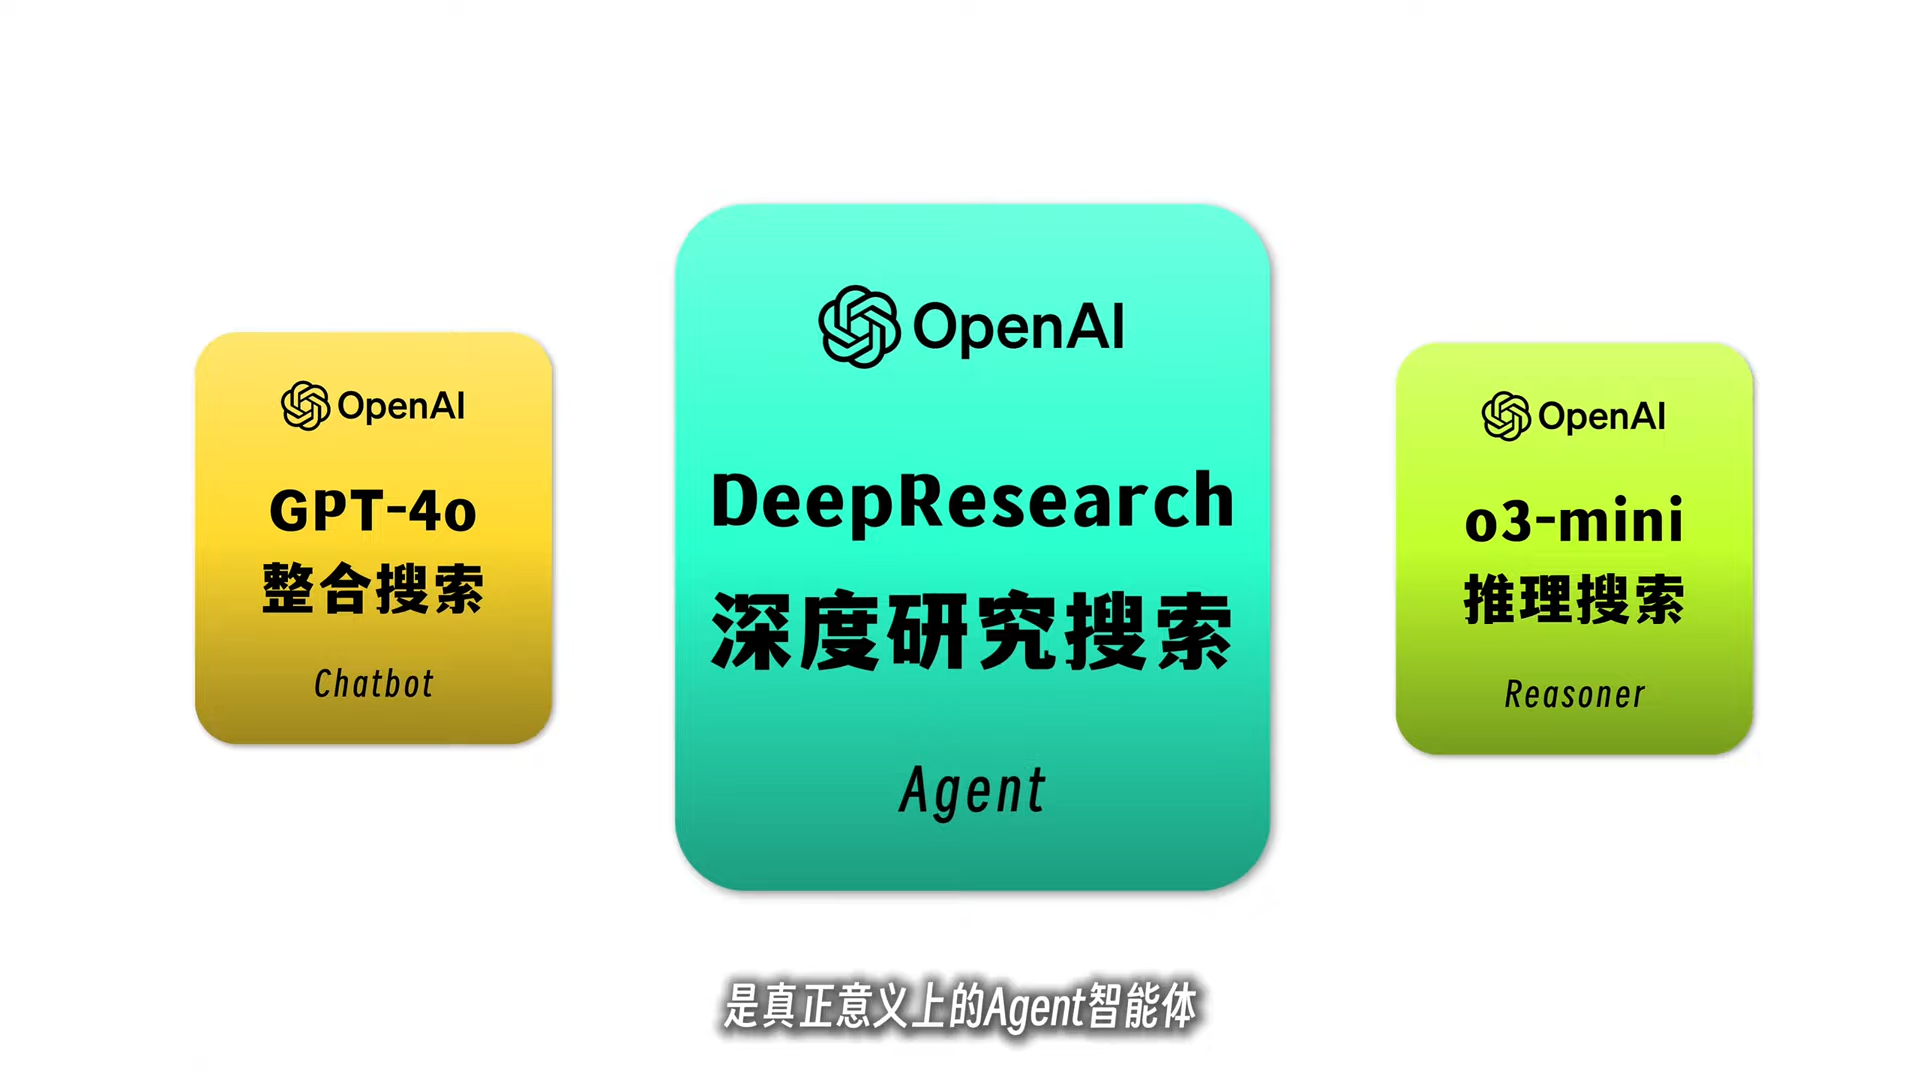 OpenAI
GPT-4o
整合搜索
Chatbot
OpenAI
DeepResearch
深度研究搜索
Agent
OpenAI
o3-mini
推理搜索
Reasoner
是真正意义上的Agent智能体